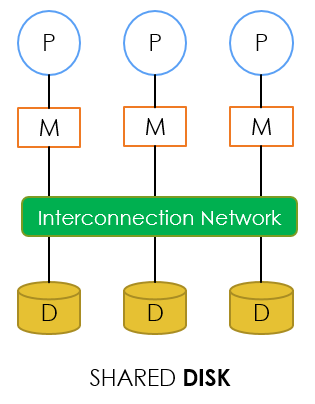 P P P
M M M
Interconnection Network
D D D
SHARED DISK